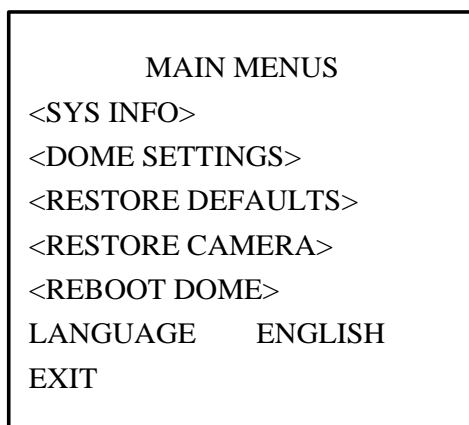 MAIN MENUS
<SYS INFO>
<DOME SETTINGS>
<RESTORE DEFAULTS>
<RESTORE CAMERA>
<REBOOT DOME>
LANGUAGE ENGLISH
EXIT